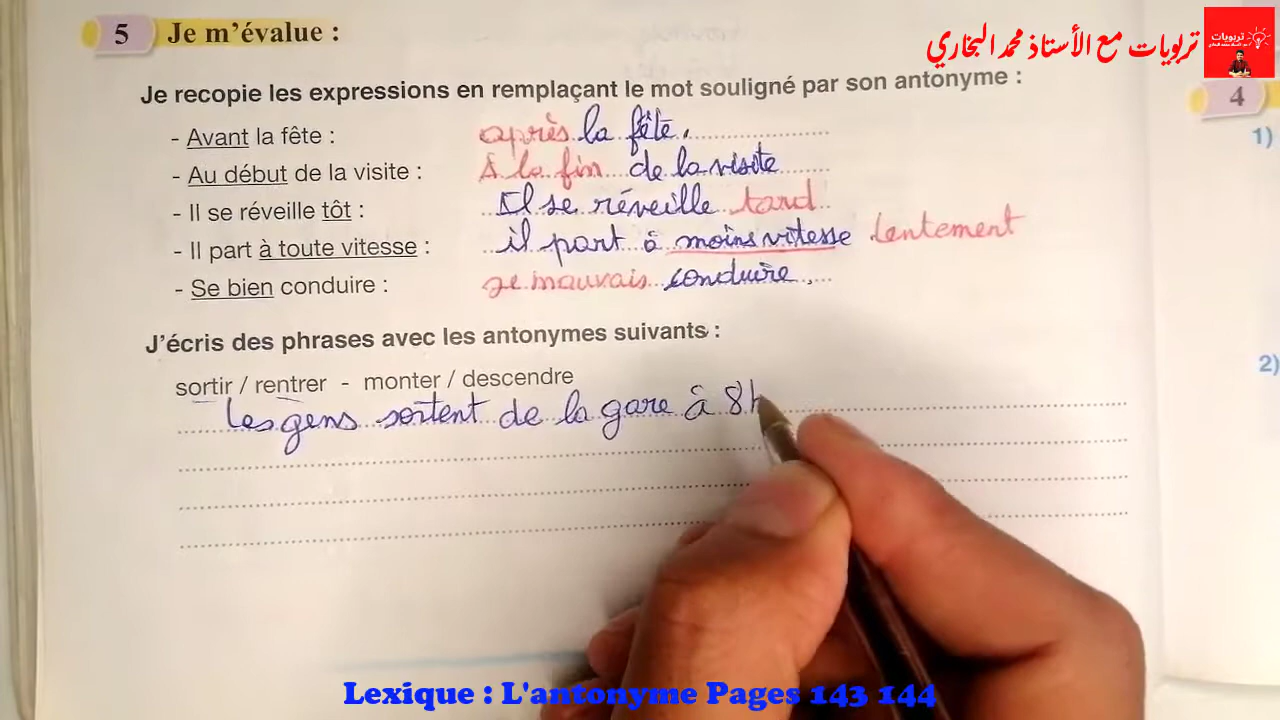 5 Je m'évalue :
تربويات مع الأستاذ محمد البخاري
تربويات
4
Je recopie les expressions en remplaçant le mot souligné par son antonyme :
- Avant la fête : après la fête.
- Au début de la visite : À la fin de la visite
- Il se réveille tôt : Il se réveille tard
- Il part à toute vitesse : il part à moins vitesse lentement
- Se bien conduire : se mauvais conduire.
1)
J'écris des phrases avec les antonymes suivants :
sortir / rentrer - monter / descendre
2)
les gens sortent de la gare à 8h
Lexique : L'antonyme Pages 143 144